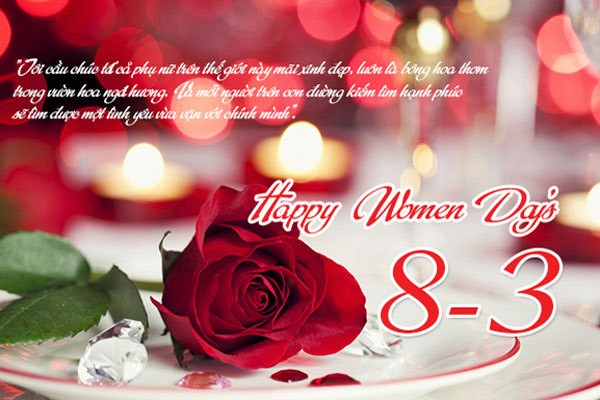 "Tôi cầu chúc tất cả phụ nữ trên thế giới này mãi xinh đẹp, luôn là bông hoa thơm
trong vườn hoa ngát hương. Và mỗi người trên con đường kiếm tìm hạnh phúc
sẽ tìm được một tình yêu vừa vặn với chính mình".
Happy Women Day's
8-3